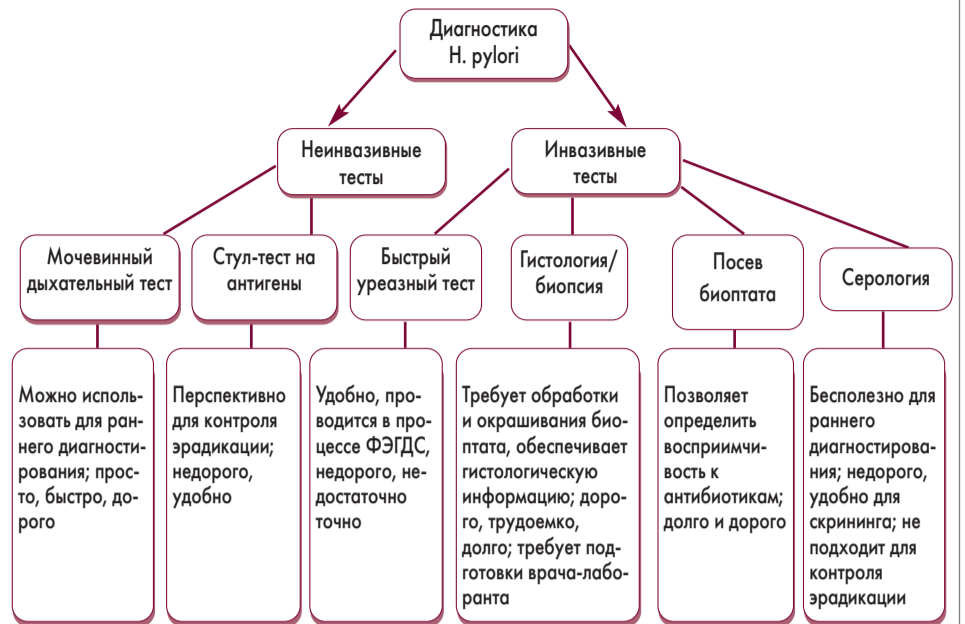 Диагностика
H. pylori
Неинвазивные
тесты
Инвазивные
тесты
Мочевинный
дыхательный тест
Стул-тест на
антигены
Быстрый
уреазный тест
Гистология/
биопсия
Посев
биоптата
Серология
Можно исполь-
зовать для ран-
него диагности-
рования; прос-
то, быстро, до-
рого
Перспективно
для контроля
эрадикации;
недорого,
удобно
Удобно, про-
водится в про-
цессе ФЭГДС,
недорого, не-
достаточно
точно
Требует обработки
и окрашивания био-
птата, обеспечивает
гистологическую
информацию; доро-
го, трудоемко,
долго; требует под-
готовки врача-лабо-
ранта
Позволяет
определить
восприимчи-
вость к
антибиотикам;
долго и дорого
Бесполезно для
раннего
диагностирова-
ния; недорого,
удобно для
скрининга; не
подходит для
контроля
эрадикации